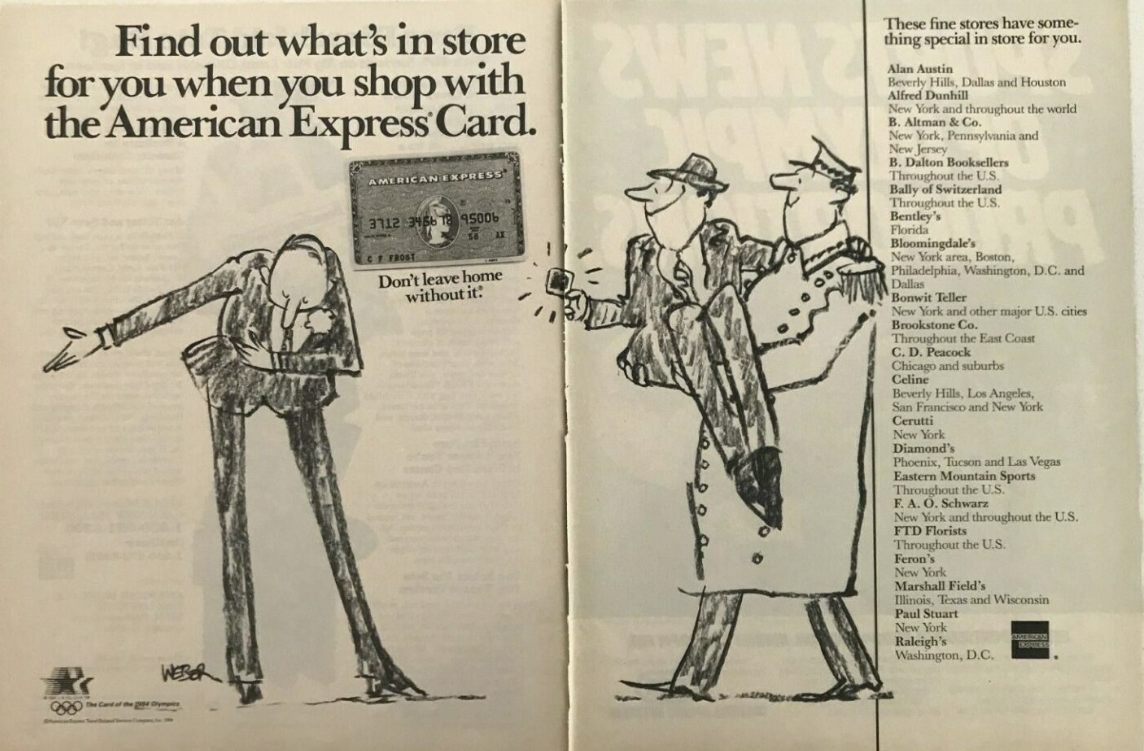 Find out what's in store
for you when you shop with
the American Express® Card.
AMERICAN EXPRESS®
3712 3456 78 95006
58 AX
C F FROST
Don't leave home
without it.®
WEBER
The Card of the 1984 Olympics
These fine stores have some-
thing special in store for you.
Alan Austin
Beverly Hills, Dallas and Houston
Alfred Dunhill
New York and throughout the world
B. Altman & Co.
New York, Pennsylvania and
New Jersey
B. Dalton Booksellers
Throughout the U.S.
Bally of Switzerland
Throughout the U.S.
Bentley's
Florida
Bloomingdale's
New York area, Boston,
Philadelphia, Washington, D.C. and
Dallas
Bonwit Teller
New York and other major U.S. cities
Brookstone Co.
Throughout the East Coast
C. D. Peacock
Chicago and suburbs
Celine
Beverly Hills, Los Angeles,
San Francisco and New York
Cerutti
New York
Diamond's
Phoenix, Tucson and Las Vegas
Eastern Mountain Sports
Throughout the U.S.
F. A. O. Schwarz
New York and throughout the U.S.
FTD Florists
Throughout the U.S.
Feron's
New York
Marshall Field's
Illinois, Texas and Wisconsin
Paul Stuart
New York
Raleigh's
Washington, D.C.
AMERICAN
EXPRESS
®